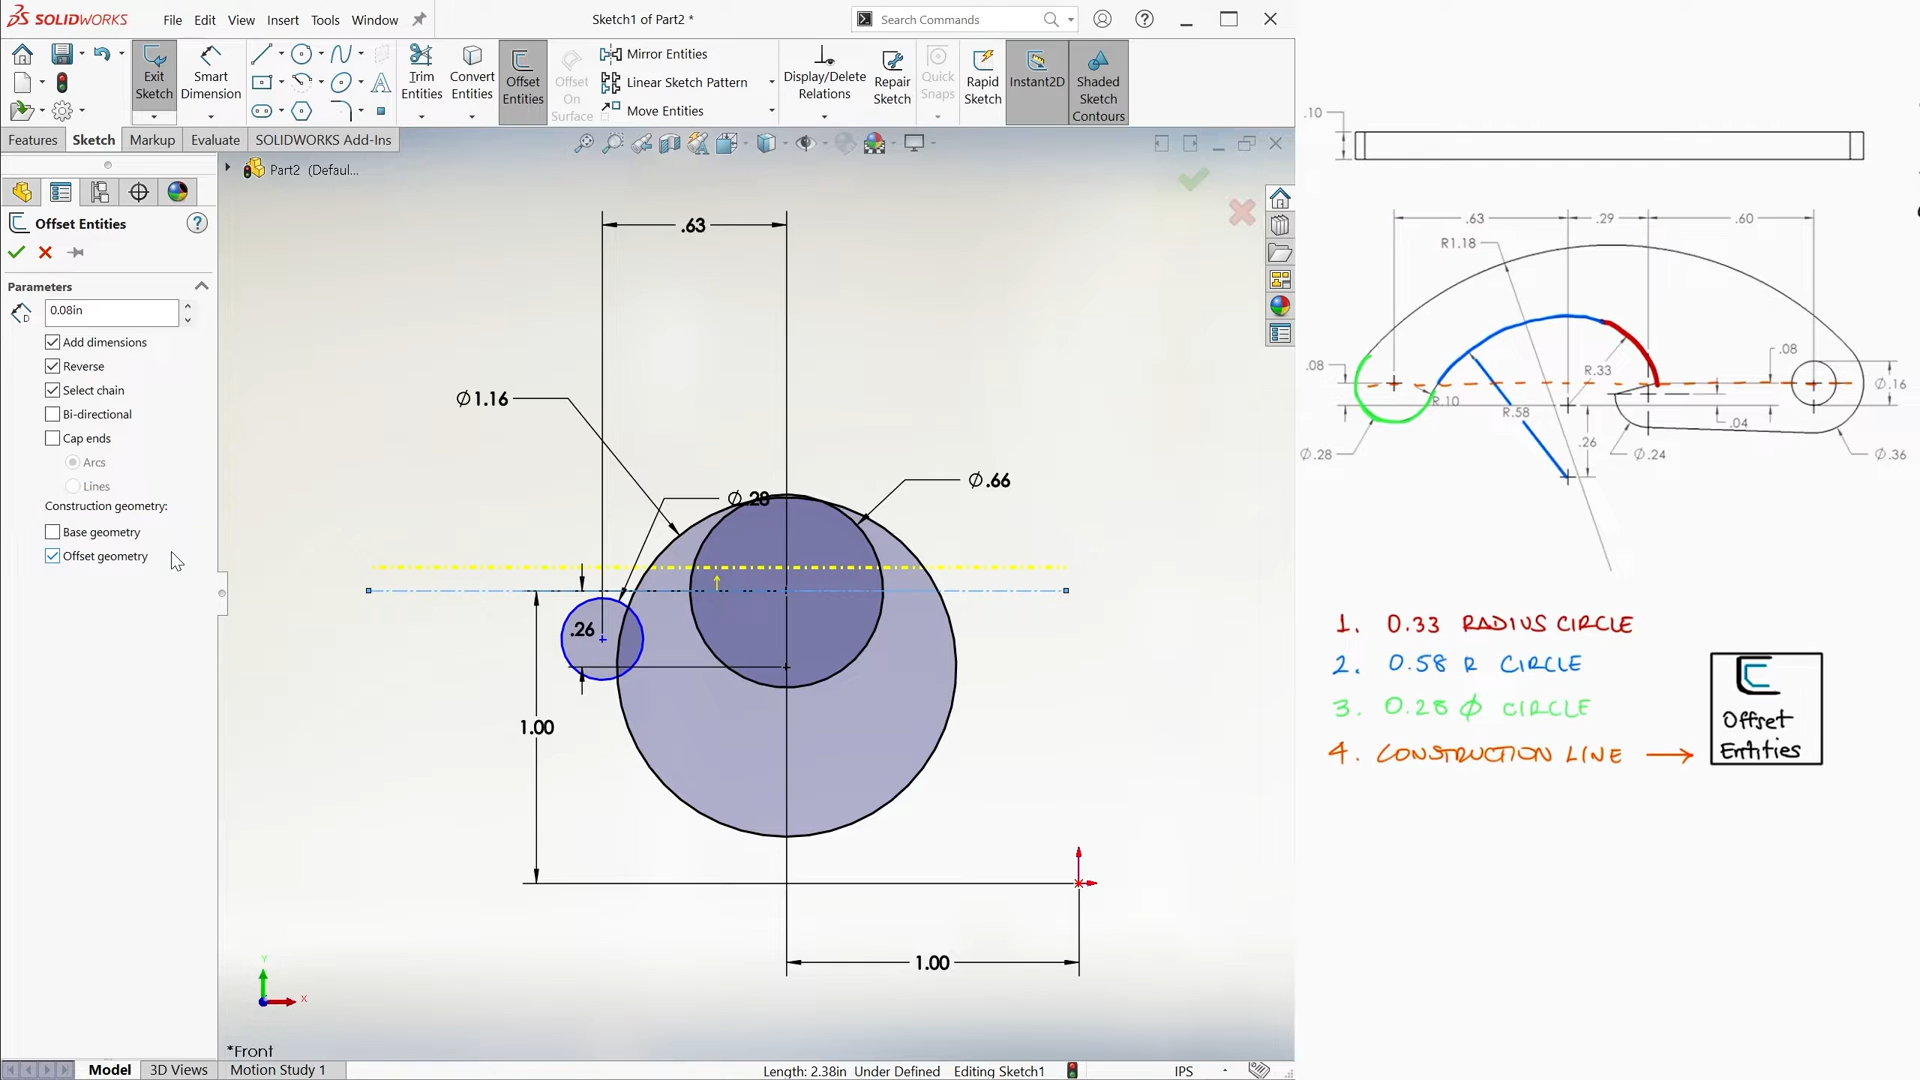 SOLIDWORKS
File Edit View Insert Tools Window
Sketch1 of Part2 *
Search Commands
Exit Sketch
Smart Dimension
Trim Entities
Convert Entities
Offset Entities
Offset On Surface
Mirror Entities
Linear Sketch Pattern
Move Entities
Display/Delete Relations
Repair Sketch
Quick Snaps
Rapid Sketch
Instant2D
Shaded Sketch Contours
Features Sketch Markup Evaluate SOLIDWORKS Add-Ins
Part2 (Defaul...
Offset Entities
Parameters
0.08in
Add dimensions
Reverse
Select chain
Bi-directional
Cap ends
Arcs
Lines
Construction geometry:
Base geometry
Offset geometry
.63
Ø1.16
Ø.28
Ø.66
.26
1.00
1.00
Y
X
*Front
Model 3D Views Motion Study 1
Length: 2.38in Under Defined Editing Sketch1 IPS
.10
.63 .29 .60
R1.18
.08
.08
R.33
Ø.16
R.10
R.58
.04
.26
Ø.28
Ø.24
Ø.36
1. 0.33 RADIUS CIRCLE
2. 0.58 R CIRCLE
3. 0.28 Ø CIRCLE
4. CONSTRUCTION LINE →
Offset
Entities